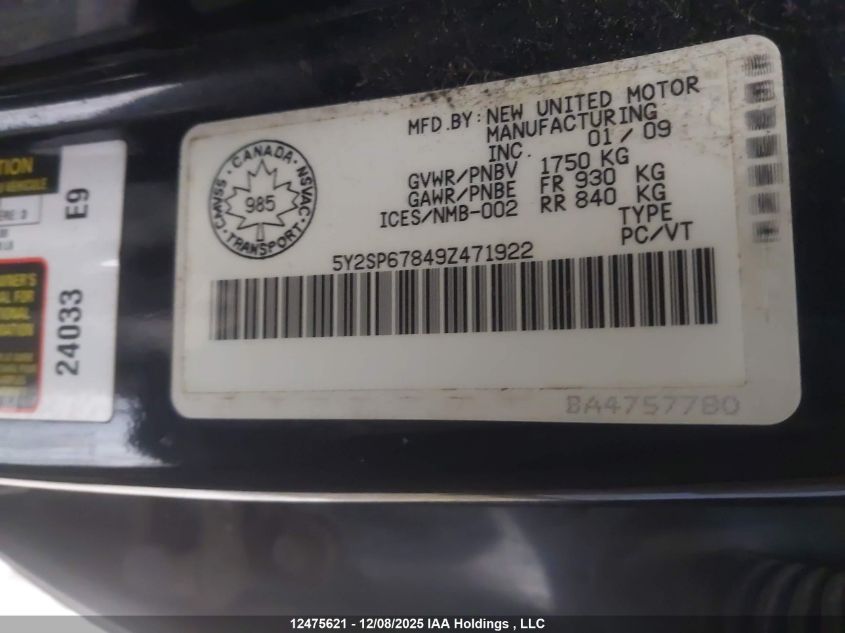 MFD.BY: NEW UNITED MOTOR
MANUFACTURING
INC. 01/09
GVWR/PNBV 1750 KG
GAWR/PNBE FR 930 KG
ICES/NMB-002 RR 840 KG
TYPE
PC/VT
CANADA
CMVSS NSVAC
985
TRANSPORT
5Y2SP67849Z471922
BA4757780
E9
24033
12475621 - 12/08/2025 IAA Holdings , LLC